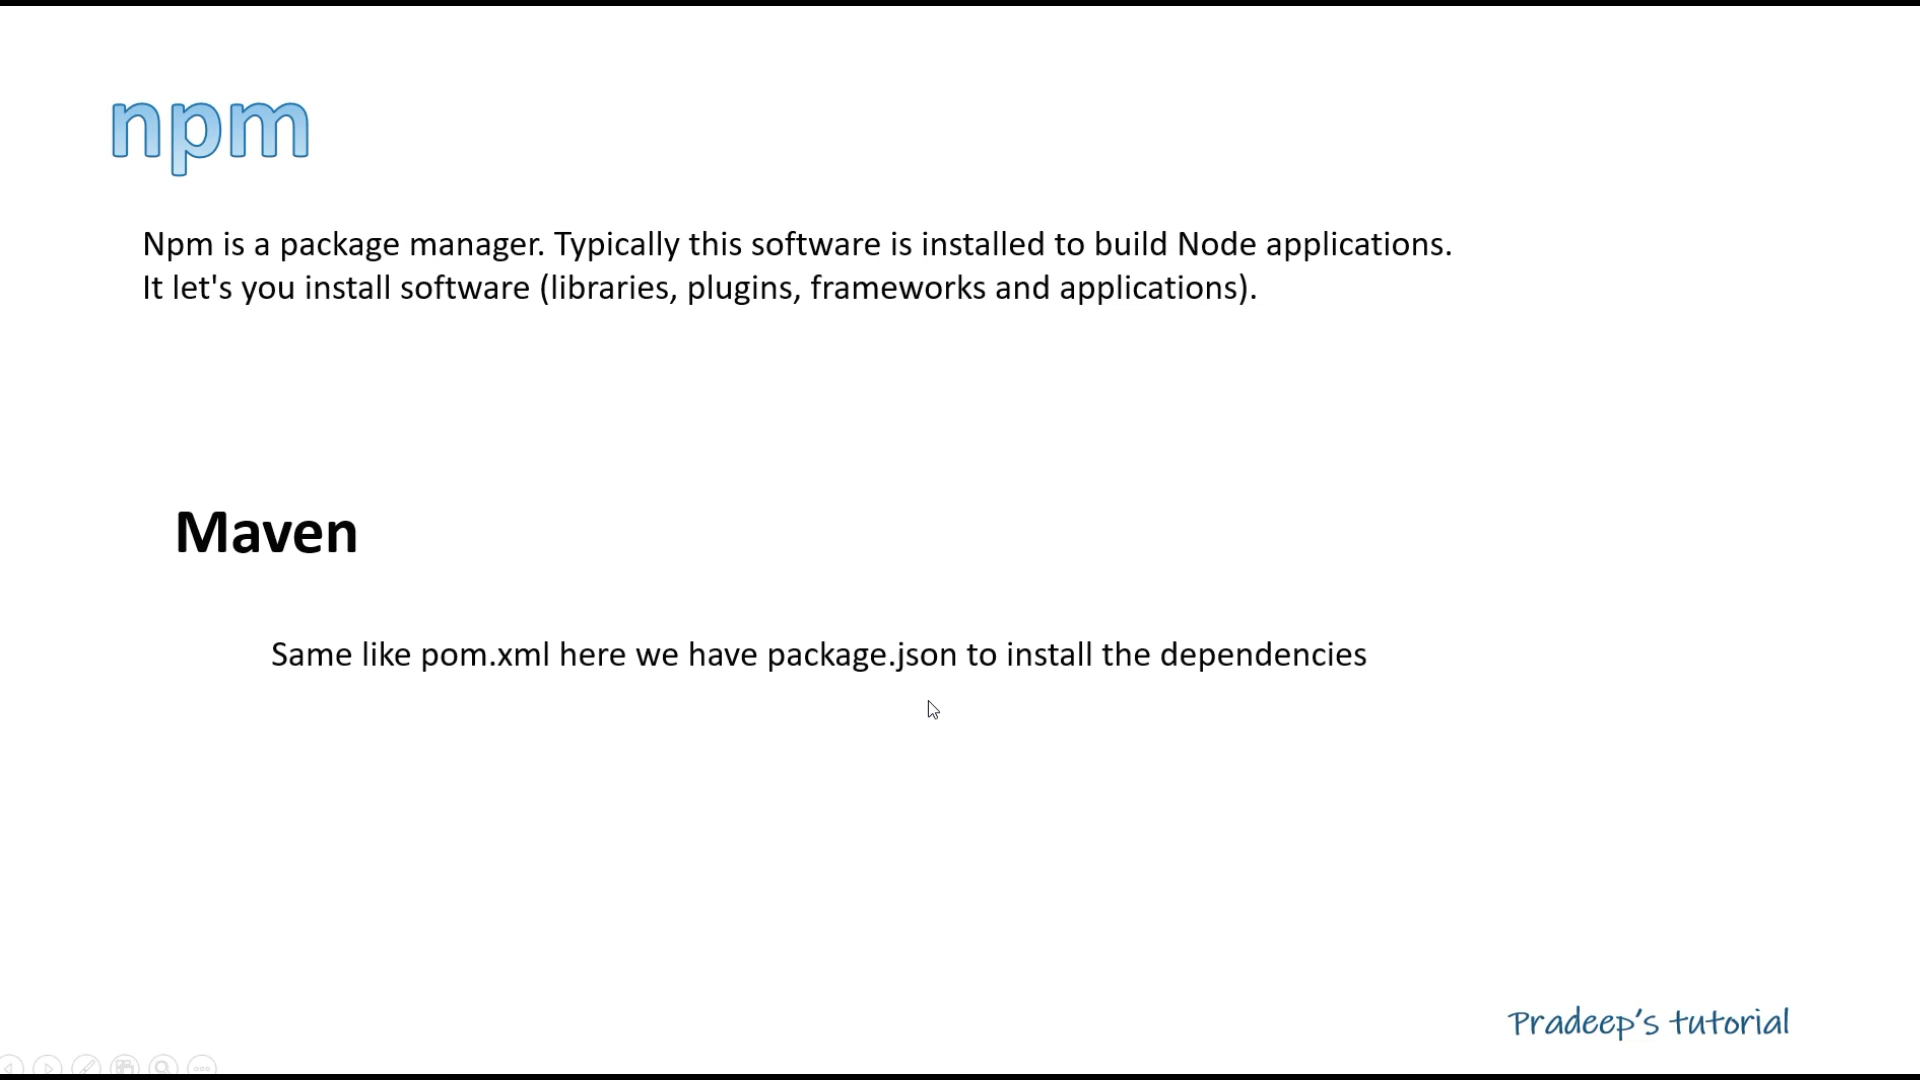 npm
Npm is a package manager. Typically this software is installed to build Node applications.
It let's you install software (libraries, plugins, frameworks and applications).
Maven
Same like pom.xml here we have package.json to install the dependencies
Pradeep's tutorial